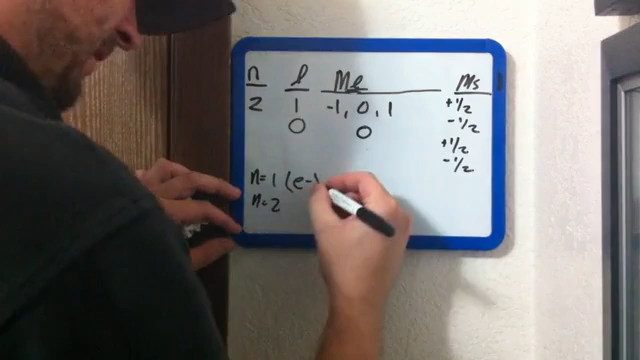 n l Ml Ms
2 1 -1, 0, 1 +1/2
0 0 -1/2
+1/2
-1/2
n=1 (e-)
n=2